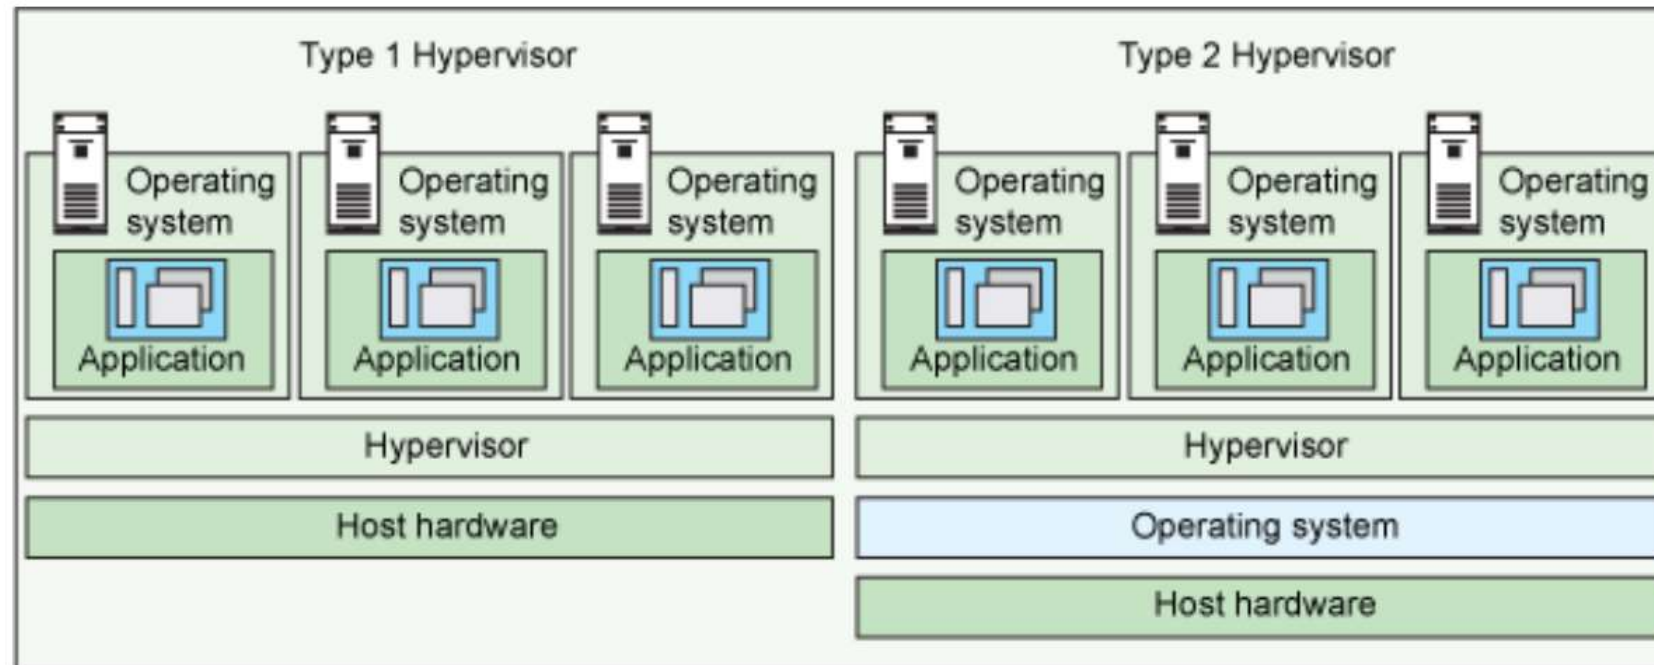 Type 1 Hypervisor
Operating
system
Application
Operating
system
Application
Operating
system
Application
Hypervisor
Host hardware
Type 2 Hypervisor
Operating
system
Application
Operating
system
Application
Operating
system
Application
Hypervisor
Operating system
Host hardware